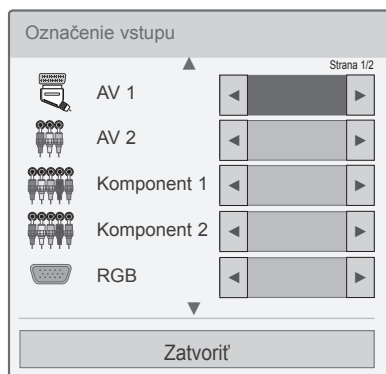 Označenie vstupu
Strana 1/2
AV 1
AV 2
Komponent 1
Komponent 2
RGB
Zatvoriť